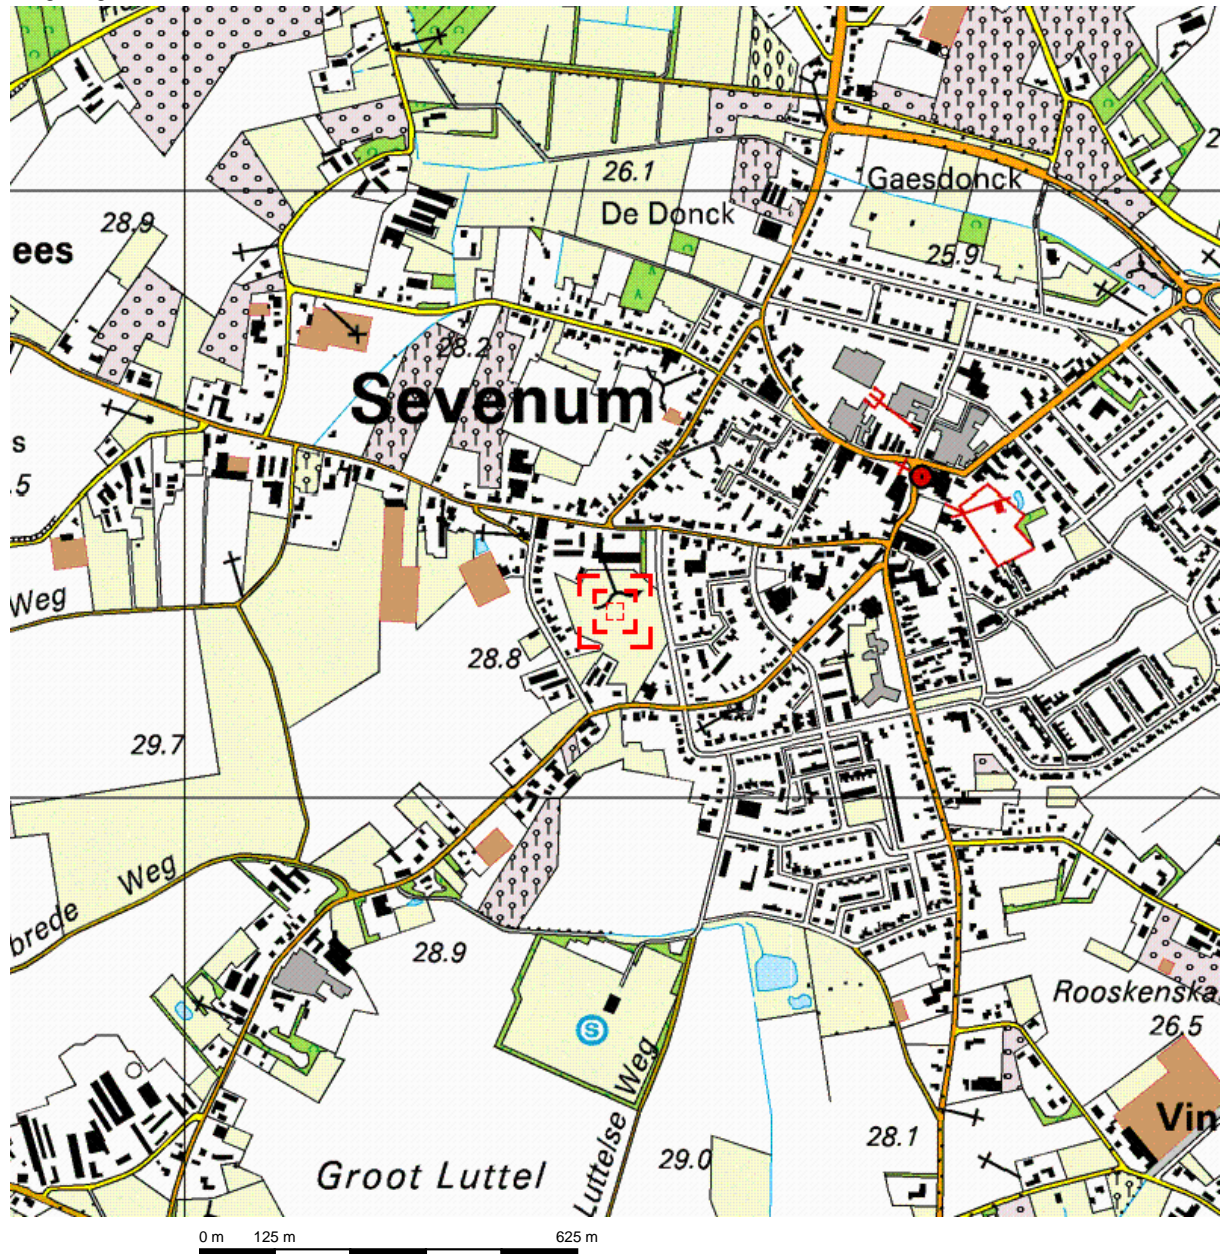 26.1
Gaesdonck
De Donck
28.9
ees
25.9
28.2
Sevenum
s
.5
Weg
28.8
29.7
Weg
brede
28.9
Rooskenska
26.5
S
Weg
Luttelse
Vin
28.1
29.0
Groot Luttel
0 m 125 m 625 m